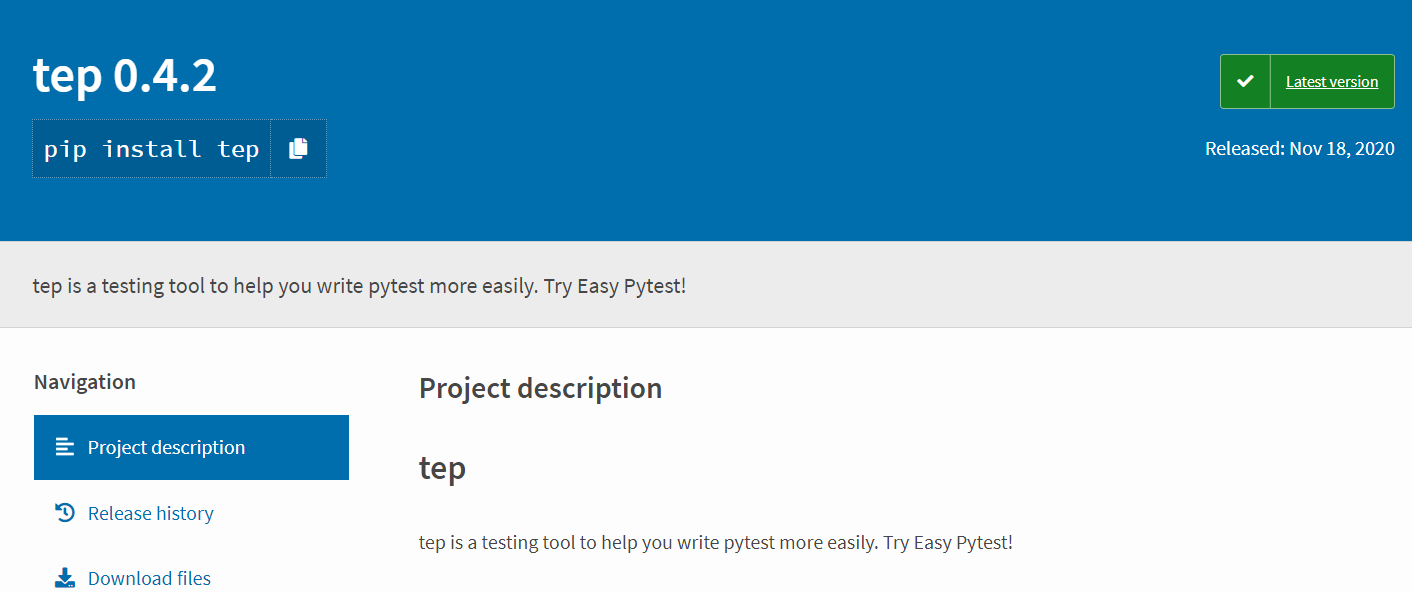 tep 0.4.2
pip install tep
Latest version
Released: Nov 18, 2020
tep is a testing tool to help you write pytest more easily. Try Easy Pytest!
Navigation
Project description
Release history
Download files
Project description
tep
tep is a testing tool to help you write pytest more easily. Try Easy Pytest!